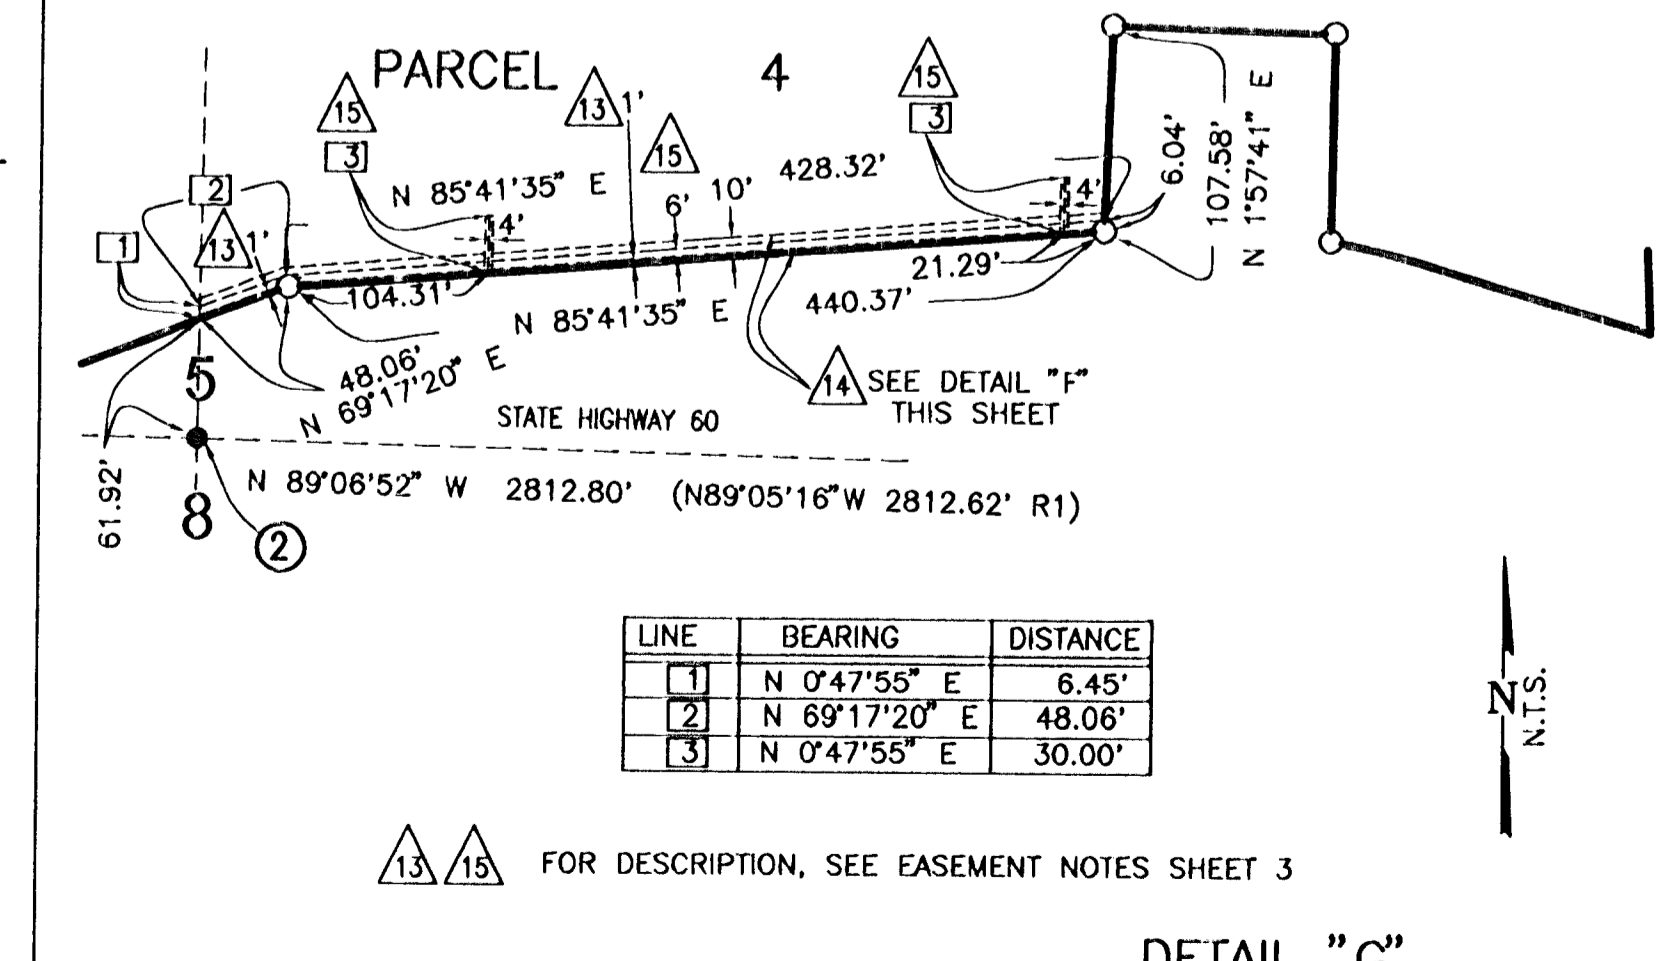 PARCEL 4
15
13
1'
15
15
3
3
N 85°41'35" E
6'
10'
428.32'
4'
4'
6.04'
107.58'
N 1°57'41" E
2
1
13
1'
104.31'
21.29'
440.37'
N 85°41'35" E
48.06'
N 69°17'20" E
14
SEE DETAIL "F"
THIS SHEET
5
STATE HIGHWAY 60
61.92'
N 89°06'52" W 2812.80' (N89°05'16"W 2812.62' R1)
8
2
LINE BEARING DISTANCE
1 N 0°47'55" E 6.45'
2 N 69°17'20" E 48.06'
3 N 0°47'55" E 30.00'
N
N.T.S.
13 15 FOR DESCRIPTION, SEE EASEMENT NOTES SHEET 3